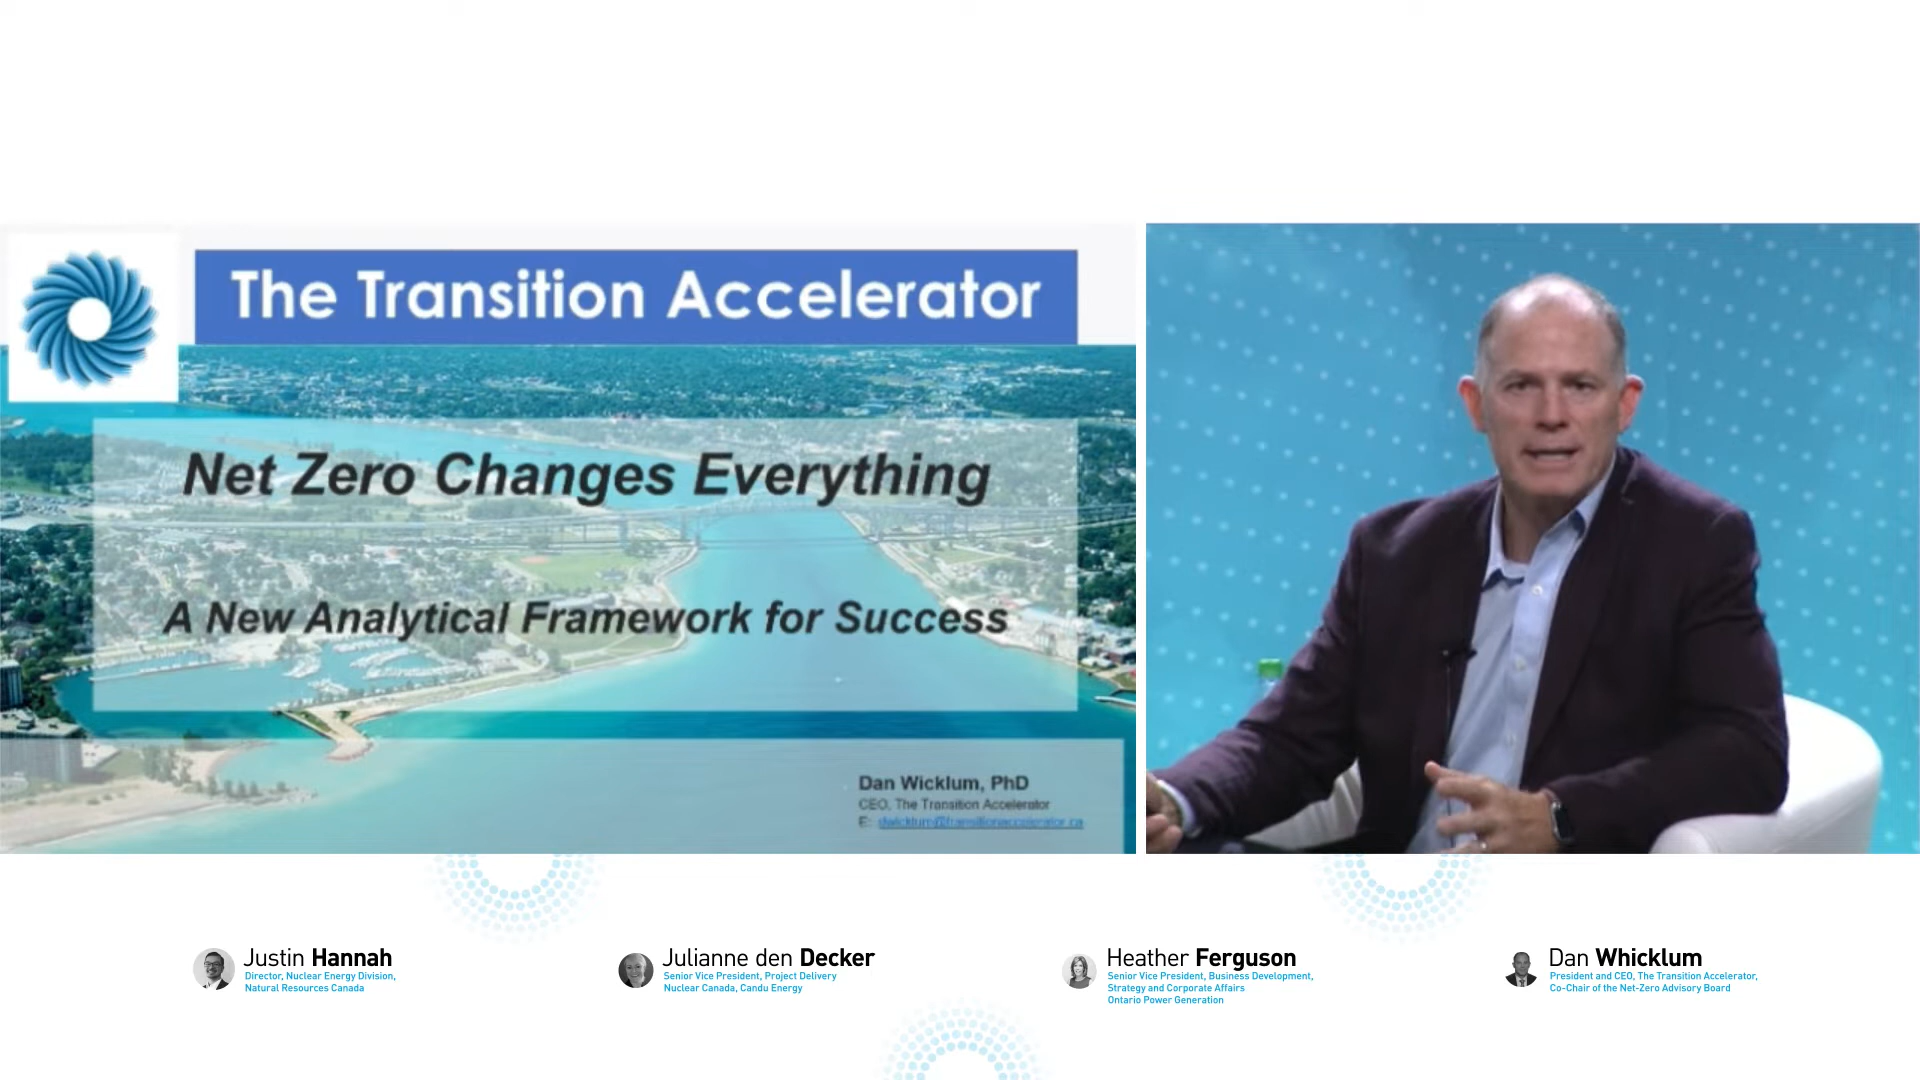 The Transition Accelerator
Net Zero Changes Everything
A New Analytical Framework for Success
Dan Wicklum, PhD
CEO, The Transition Accelerator
E: dwicklum@transitionaccelerator.ca
Justin Hannah
Director, Nuclear Energy Division,
Natural Resources Canada
Julianne den Decker
Senior Vice President, Project Delivery
Nuclear Canada, Candu Energy
Heather Ferguson
Senior Vice President, Business Development,
Strategy and Corporate Affairs
Ontario Power Generation
Dan Whicklum
President and CEO, The Transition Accelerator,
Co-Chair of the Net-Zero Advisory Board